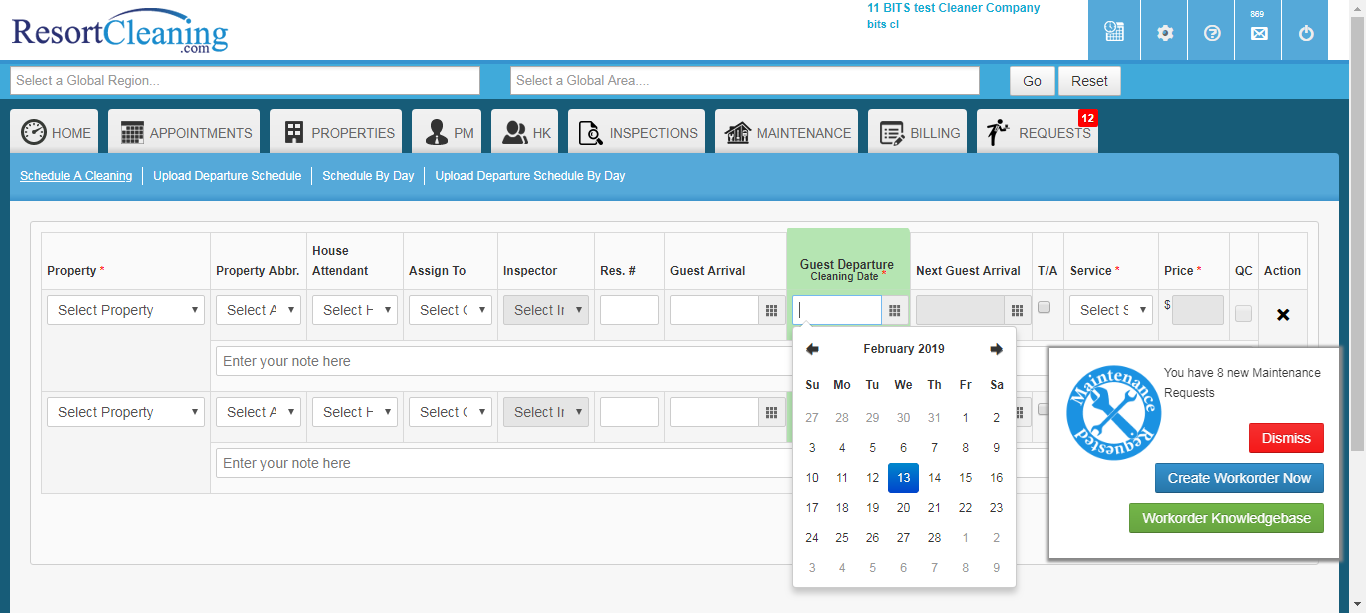 ResortCleaning
.com
11 BITS test Cleaner Company
bits cl
869
Select a Global Region...
Select a Global Area....
Go
Reset
HOME
APPOINTMENTS
PROPERTIES
PM
HK
INSPECTIONS
MAINTENANCE
BILLING
REQUESTS
12
Schedule A Cleaning
Upload Departure Schedule
Schedule By Day
Upload Departure Schedule By Day
Property *
Property Abbr.
House
Attendant
Assign To
Inspector
Res. #
Guest Arrival
Guest Departure
Cleaning Date *
Next Guest Arrival
T/A
Service *
Price *
QC
Action
Select Property
Select A
Select H
Select (
Select Ir
Select S
$
Enter your note here
Select Property
Select A
Select H
Select (
Select Ir
Enter your note here
February 2019
Su Mo Tu We Th Fr Sa
27 28 29 30 31 1 2
3 4 5 6 7 8 9
10 11 12 13 14 15 16
17 18 19 20 21 22 23
24 25 26 27 28 1 2
3 4 5 6 7 8 9
Maintenance
Requested
You have 8 new Maintenance
Requests
Dismiss
Create Workorder Now
Workorder Knowledgebase